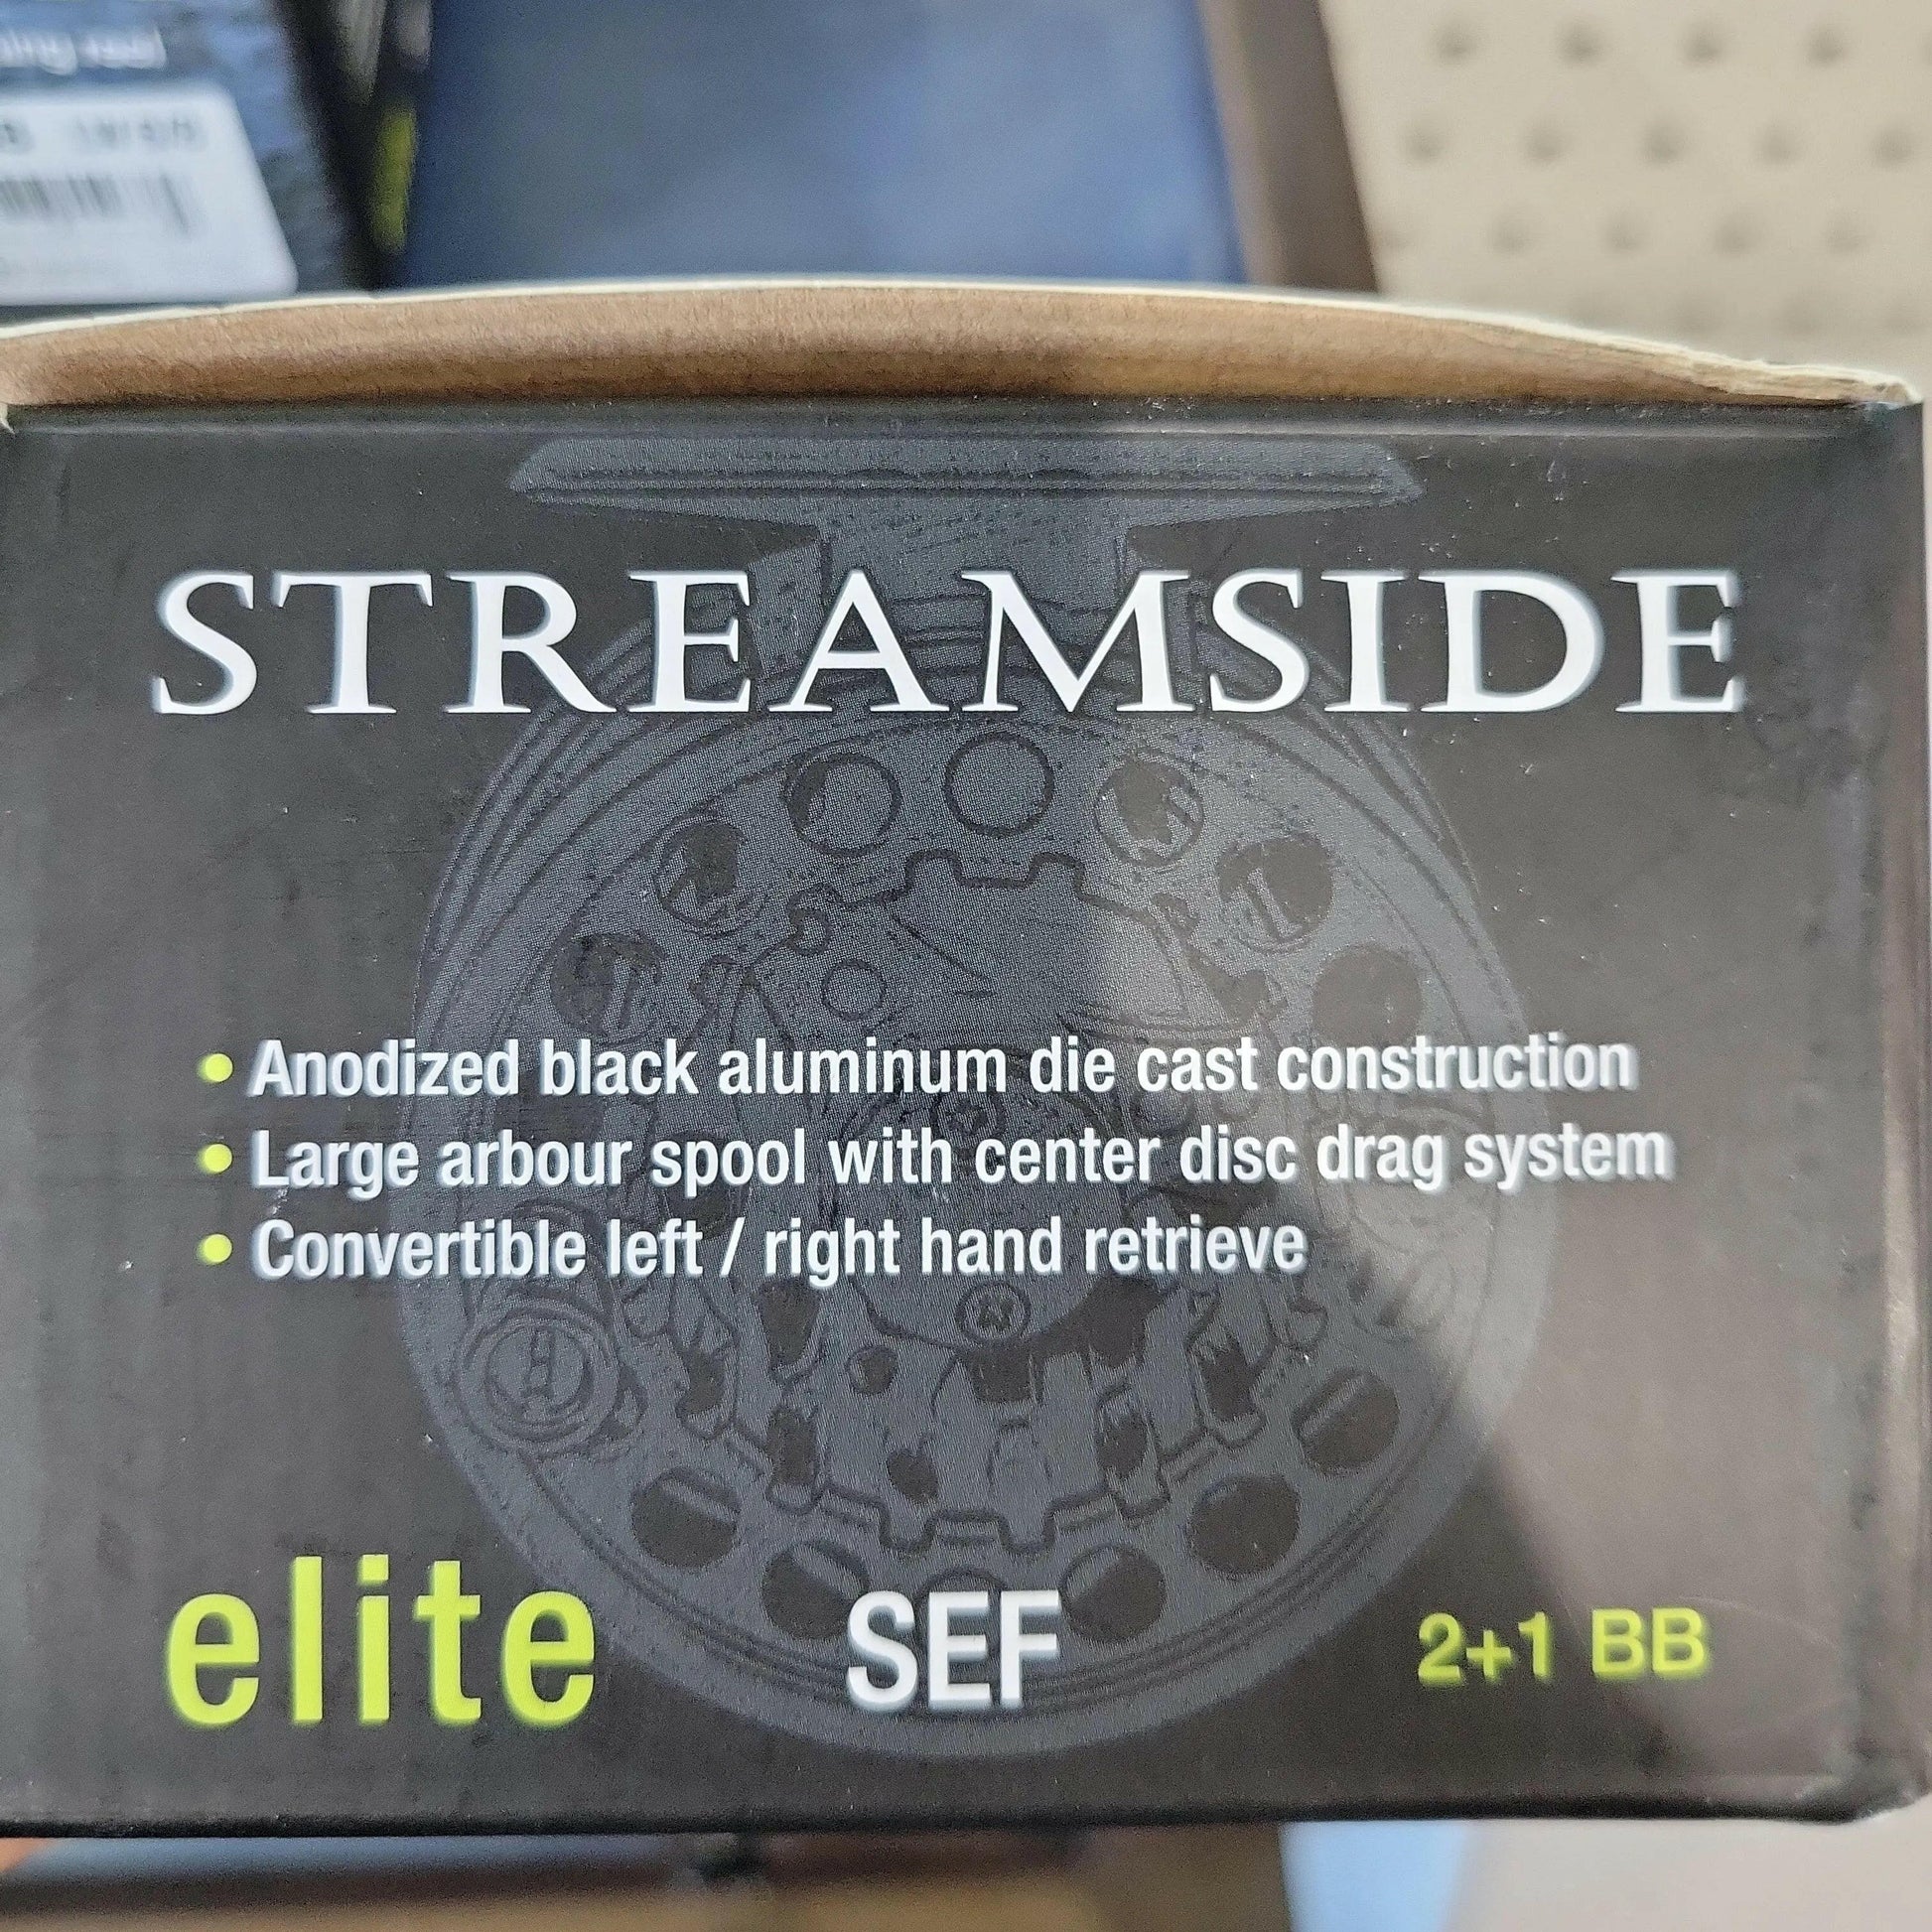 STREAMSIDE
• Anodized black aluminum die cast construction
• Large arbour spool with center disc drag system
• Convertible left / right hand retrieve
elite SEF 2+1 BB